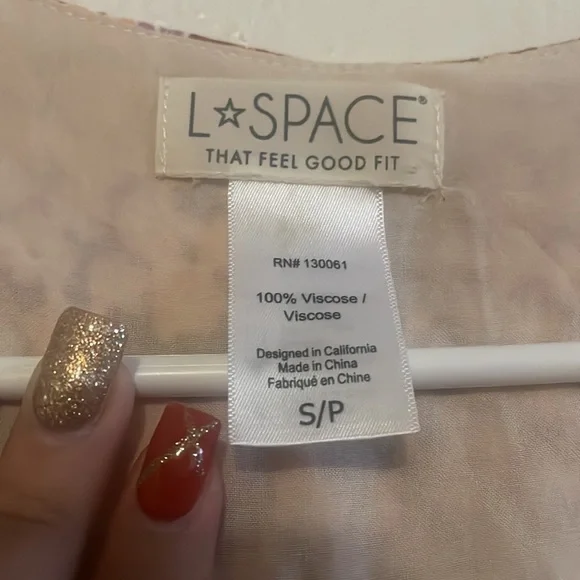 L☆SPACE®
THAT FEEL GOOD FIT
RN# 130061
100% Viscose /
Viscose
Designed in California
Made in China
Fabriqué en Chine
S/P